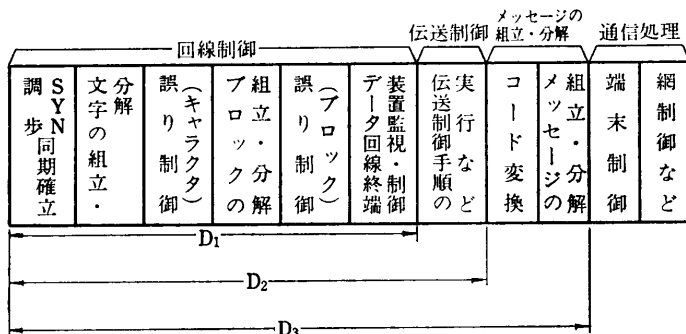 回線制御
伝送制御
メッセージの
組立・分解
通信処理
SYN
調歩同期確立
文字の組立・
分解
誤り制御
(キャラクタ)
ブロックの
組立・分解
誤り制御
(ブロック)
データ回線終端
装置監視・制御
伝送制御手順の
実行など
コード変換
メッセージの
組立・分解
端末制御
網制御など
D1
D2
D3